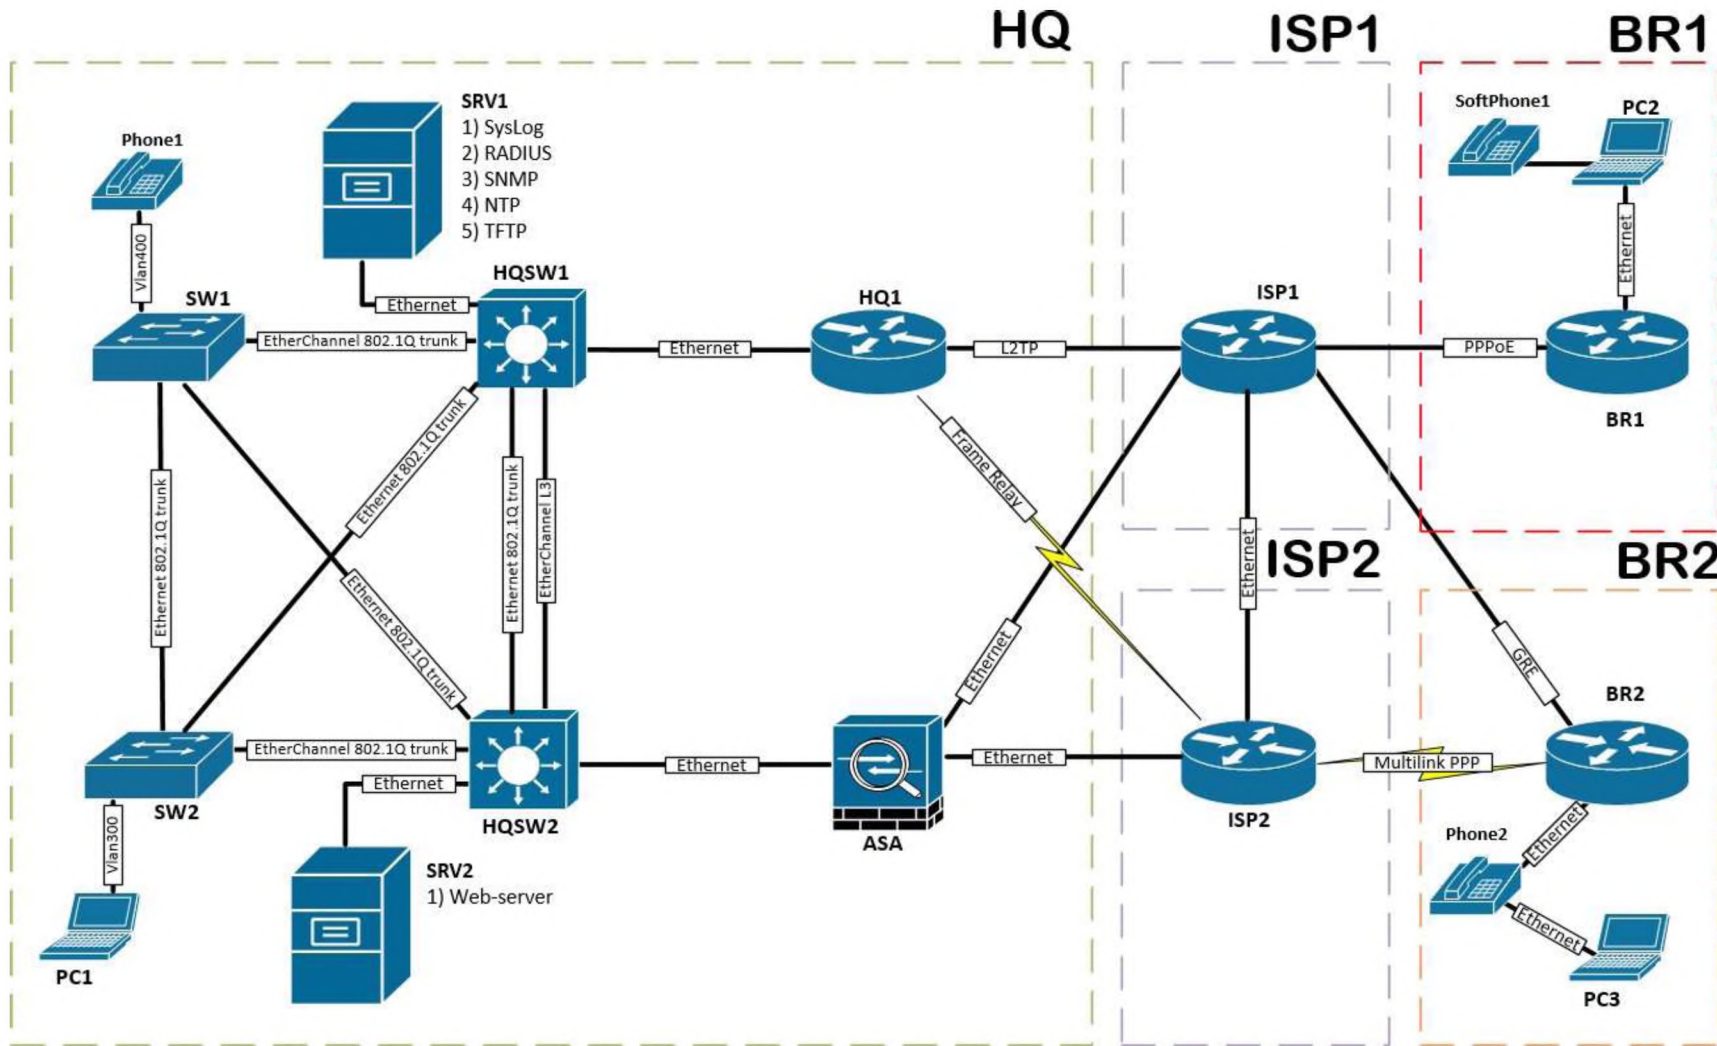 HQ
ISP1
BR1
SRV1
1) SysLog
2) RADIUS
3) SNMP
4) NTP
5) TFTP
Phone1
SoftPhone1
PC2
Vlan400
Ethernet
HQSW1
SW1
Ethernet
EtherChannel 802.1Q trunk
Ethernet
HQ1
L2TP
ISP1
PPPoE
BR1
Ethernet 802.1Q trunk
Ethernet 802.1Q trunk
Ethernet 802.1Q trunk
Ethernet 802.1Q trunk
EtherChannel L3
Frame Relay
Ethernet
Ethernet
ISP2
BR2
GRE
BR2
EtherChannel 802.1Q trunk
SW2
Ethernet
HQSW2
Ethernet
ASA
Ethernet
ISP2
Multilink PPP
Phone2
Ethernet
Ethernet
PC3
Vlan300
PC1
SRV2
1) Web-server